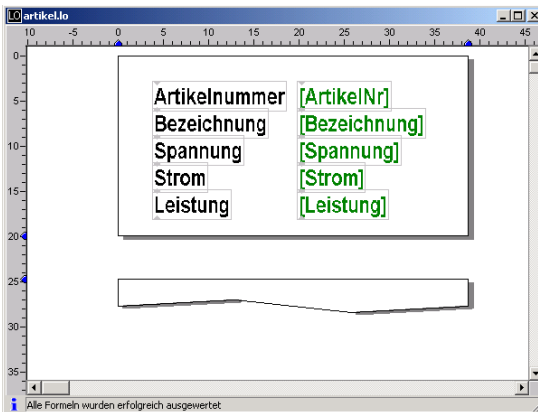 LO artikel.lo
10 5 0 5 10 15 20 25 30 35 40 45
0
5
10
15
20
25
30
35
Artikelnummer [ArtikelNr]
Bezeichnung [Bezeichnung]
Spannung [Spannung]
Strom [Strom]
Leistung [Leistung]
i Alle Formeln wurden erfolgreich ausgewertet